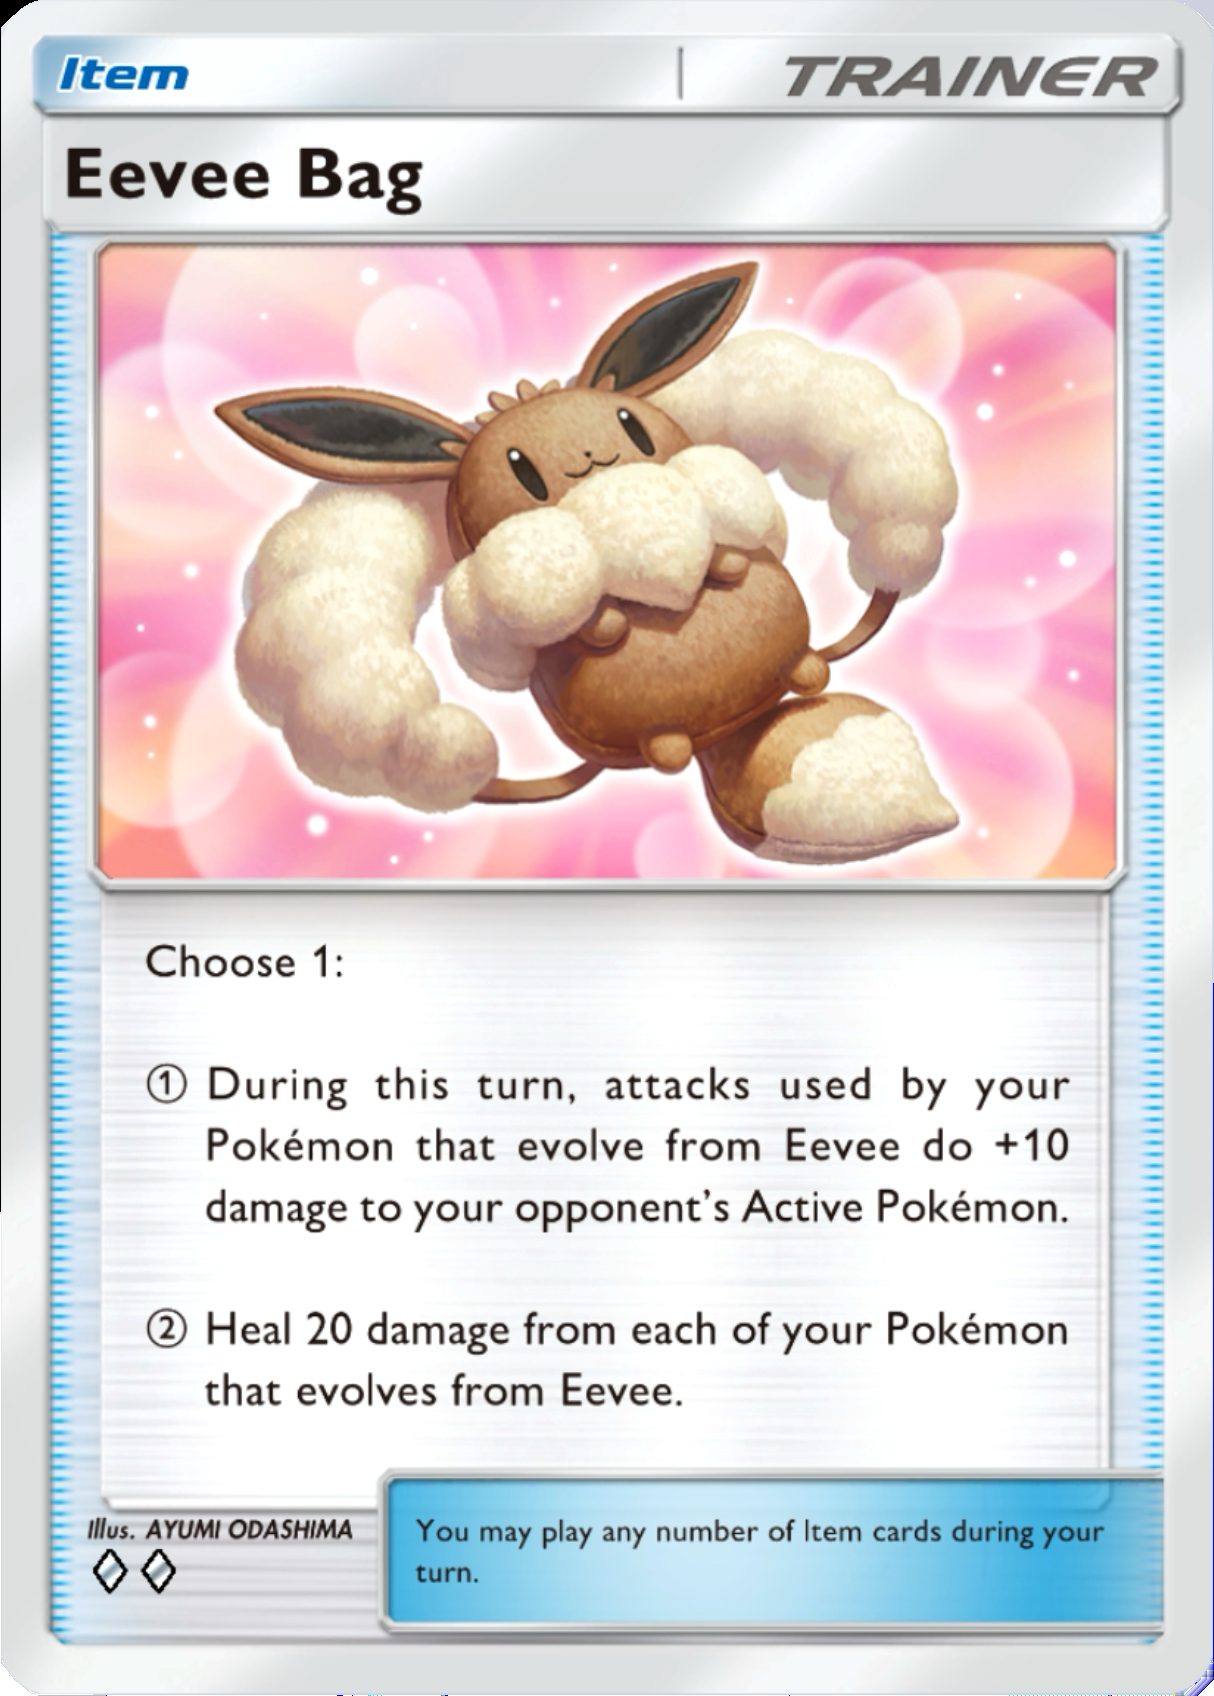 Item
TRAINER
Eevee Bag
Choose 1:
① During this turn, attacks used by your
Pokémon that evolve from Eevee do +10
damage to your opponent's Active Pokémon.
② Heal 20 damage from each of your Pokémon
that evolves from Eevee.
Illus. AYUMI ODASHIMA
You may play any number of Item cards during your
turn.